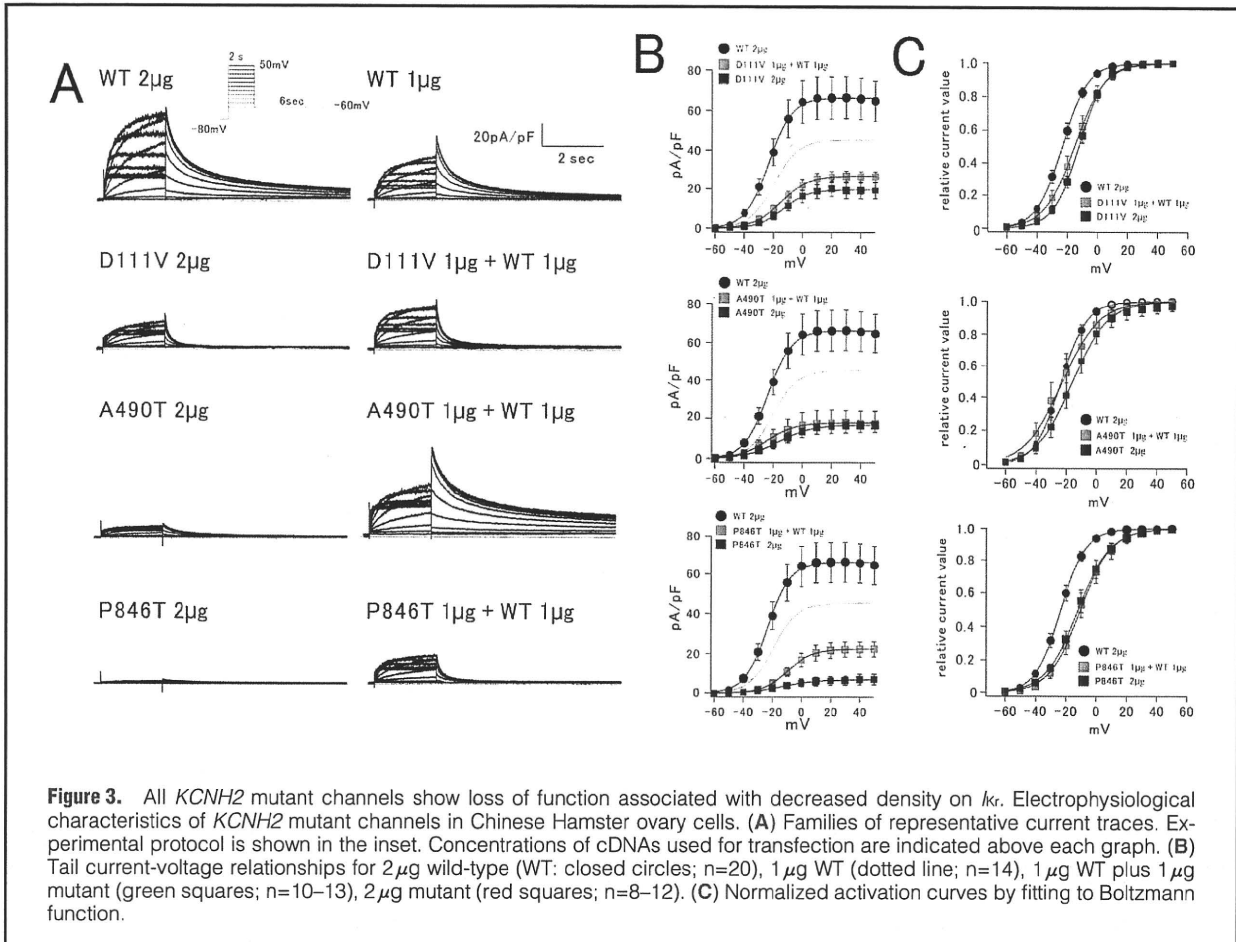 A
WT 2µg
2 s
50mV
6sec
-60mV
-80mV
WT 1µg
20pA/pF
2 sec
D111V 2µg
D111V 1µg + WT 1µg
A490T 2µg
A490T 1µg + WT 1µg
P846T 2µg
P846T 1µg + WT 1µg
B
WT 2µg
D111V 1µg + WT 1µg
D111V 2µg
80
60
40
20
0
pA/pF
-60 -40 -20 0 20 40
mV
WT 2µg
A490T 1µg + WT 1µg
A490T 2µg
80
60
40
20
0
pA/pF
-60 -40 -20 0 20 40
mV
WT 2µg
P846T 1µg + WT 1µg
P846T 2µg
80
60
40
20
0
pA/pF
-60 -40 -20 0 20 40
mV
C
1.0
0.8
0.6
0.4
0.2
relative current value
WT 2µg
D111V 1µg + WT 1µg
D111V 2µg
-60 -40 -20 0 20 40 60
mV
1.0
0.8
0.6
0.4
0.2
relative current value
WT 2µg
A490T 1µg + WT 1µg
A490T 2µg
-60 -40 -20 0 20 40 60
mV
1.0
0.8
0.6
0.4
0.2
relative current value
WT 2µg
P846T 1µg + WT 1µg
P846T 2µg
-60 -40 -20 0 20 40 60
mV
Figure 3. All KCNH2 mutant channels show loss of function associated with decreased density on IKr. Electrophysiological
characteristics of KCNH2 mutant channels in Chinese Hamster ovary cells. (A) Families of representative current traces. Ex-
perimental protocol is shown in the inset. Concentrations of cDNAs used for transfection are indicated above each graph. (B)
Tail current-voltage relationships for 2µg wild-type (WT: closed circles; n=20), 1µg WT (dotted line; n=14), 1µg WT plus 1µg
mutant (green squares; n=10–13), 2µg mutant (red squares; n=8–12). (C) Normalized activation curves by fitting to Boltzmann
function.